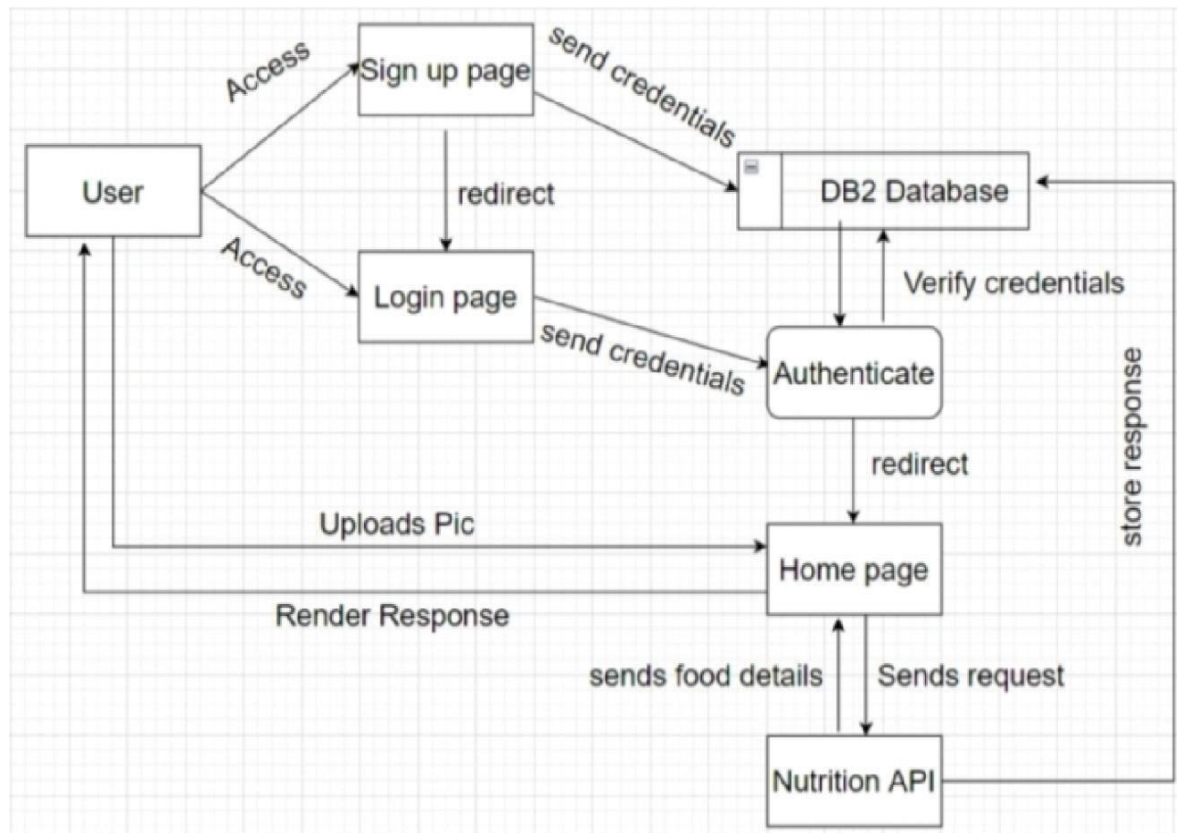 Access
Sign up page
send credentials
User
redirect
DB2 Database
Access
Login page
send credentials
Verify credentials
Authenticate
redirect
store response
Uploads Pic
Home page
Render Response
sends food details
Sends request
Nutrition API